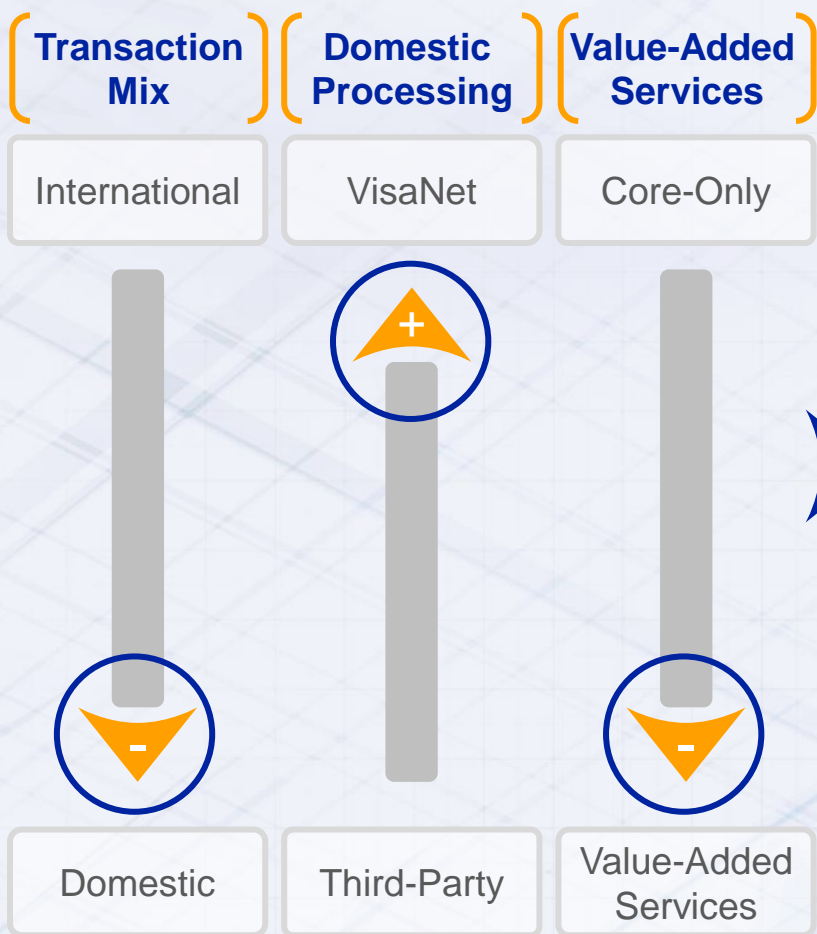 Transaction
Mix
Domestic
Processing
Value-Added
Services
International
VisaNet
Core-Only
+
-
-
Domestic
Third-Party
Value-Added
Services